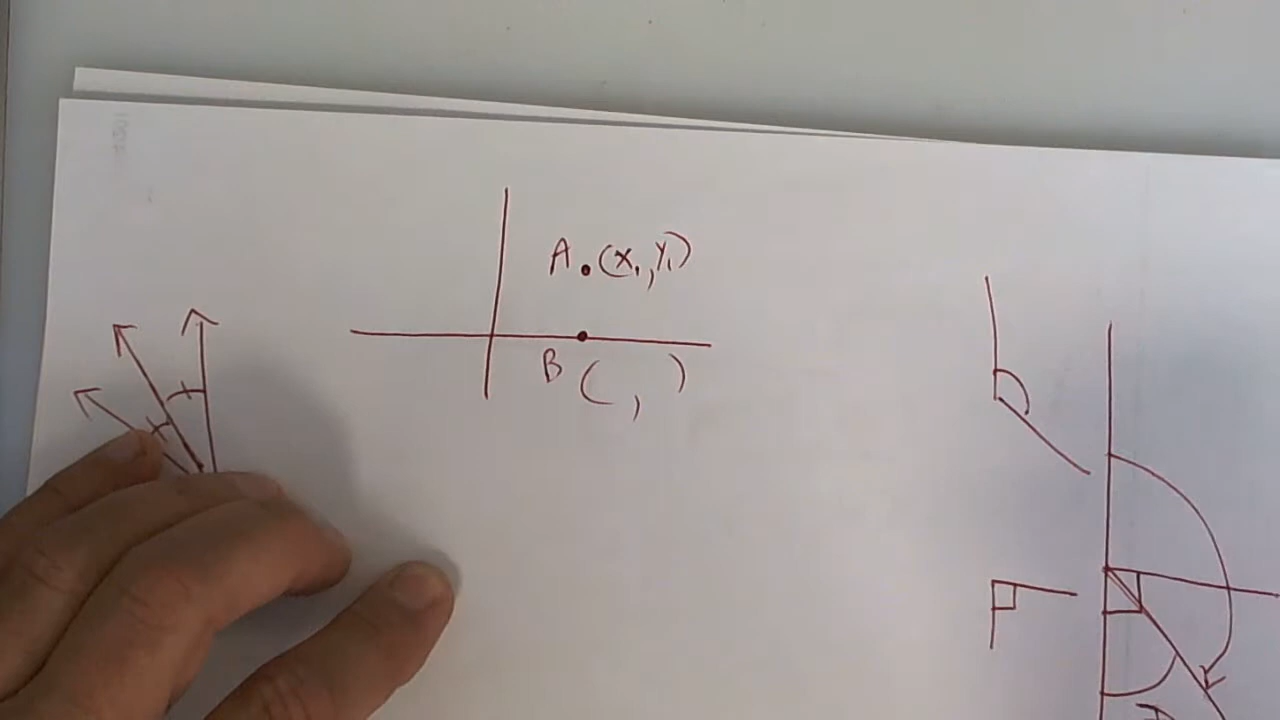 A. (x₁, y₁)
B ( , )